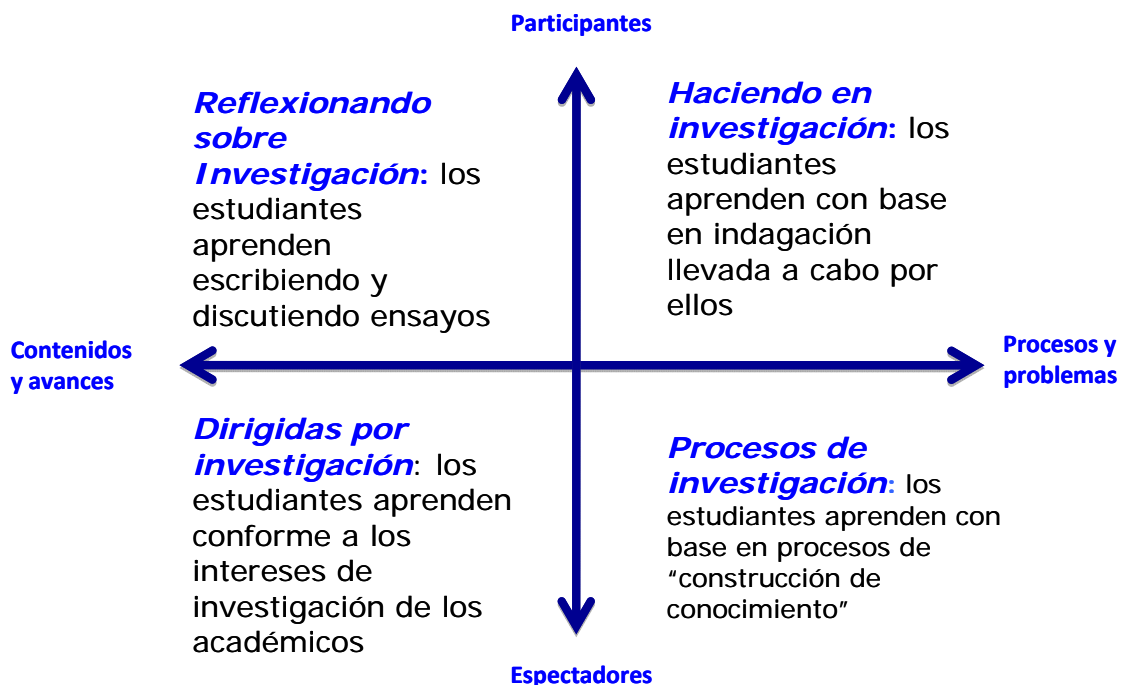 Participantes
Reflexionando
sobre
Investigación: los
estudiantes
aprenden
escribiendo y
discutiendo ensayos
Haciendo en
investigación: los
estudiantes
aprenden con base
en indagación
llevada a cabo por
ellos
Contenidos
y avances
Procesos y
problemas
Dirigidas por
investigación: los
estudiantes aprenden
conforme a los
intereses de
investigación de los
académicos
Procesos de
investigación: los
estudiantes aprenden con
base en procesos de
“construcción de
conocimiento”
Espectadores